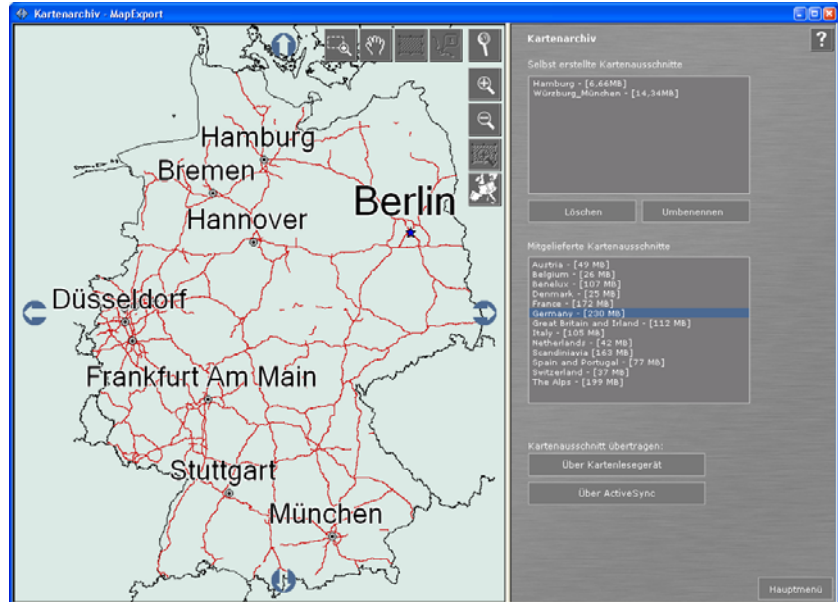 Kartenarchiv - MapExport
Hamburg
Bremen
Berlin
Hannover
Düsseldorf
Frankfurt Am Main
Stuttgart
München
Kartenarchiv
?
Selbst erstellte Kartenausschnitte
Hamburg - [6,66MB]
Würzburg_München - [14,34MB]
Löschen
Umbenennen
Mitgelieferte Kartenausschnitte
Austria - [49 MB]
Belgium - [26 MB]
Benelux - [107 MB]
Denmark - [25 MB]
France - [172 MB]
Germany - [230 MB]
Great Britain and Irland - [112 MB]
Italy - [105 MB]
Netherlands - [42 MB]
Scandiniavia [163 MB]
Spain and Portugal - [77 MB]
Switzerland - [37 MB]
The Alps - [199 MB]
Kartenausschnitt übertragen:
Über Kartenlesegerät
Über ActiveSync
Hauptmenü